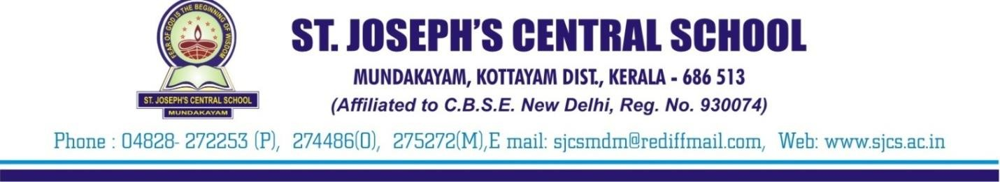 FEAR OF GOD IS THE BEGINNING OF WISDOM
ST. JOSEPH'S CENTRAL SCHOOL
MUNDAKAYAM
ST. JOSEPH'S CENTRAL SCHOOL
MUNDAKAYAM, KOTTAYAM DIST., KERALA - 686 513
(Affiliated to C.B.S.E. New Delhi, Reg. No. 930074)
Phone : 04828- 272253 (P), 274486(O), 275272(M),E mail: sjcsmdm@rediffmail.com, Web: www.sjcs.ac.in